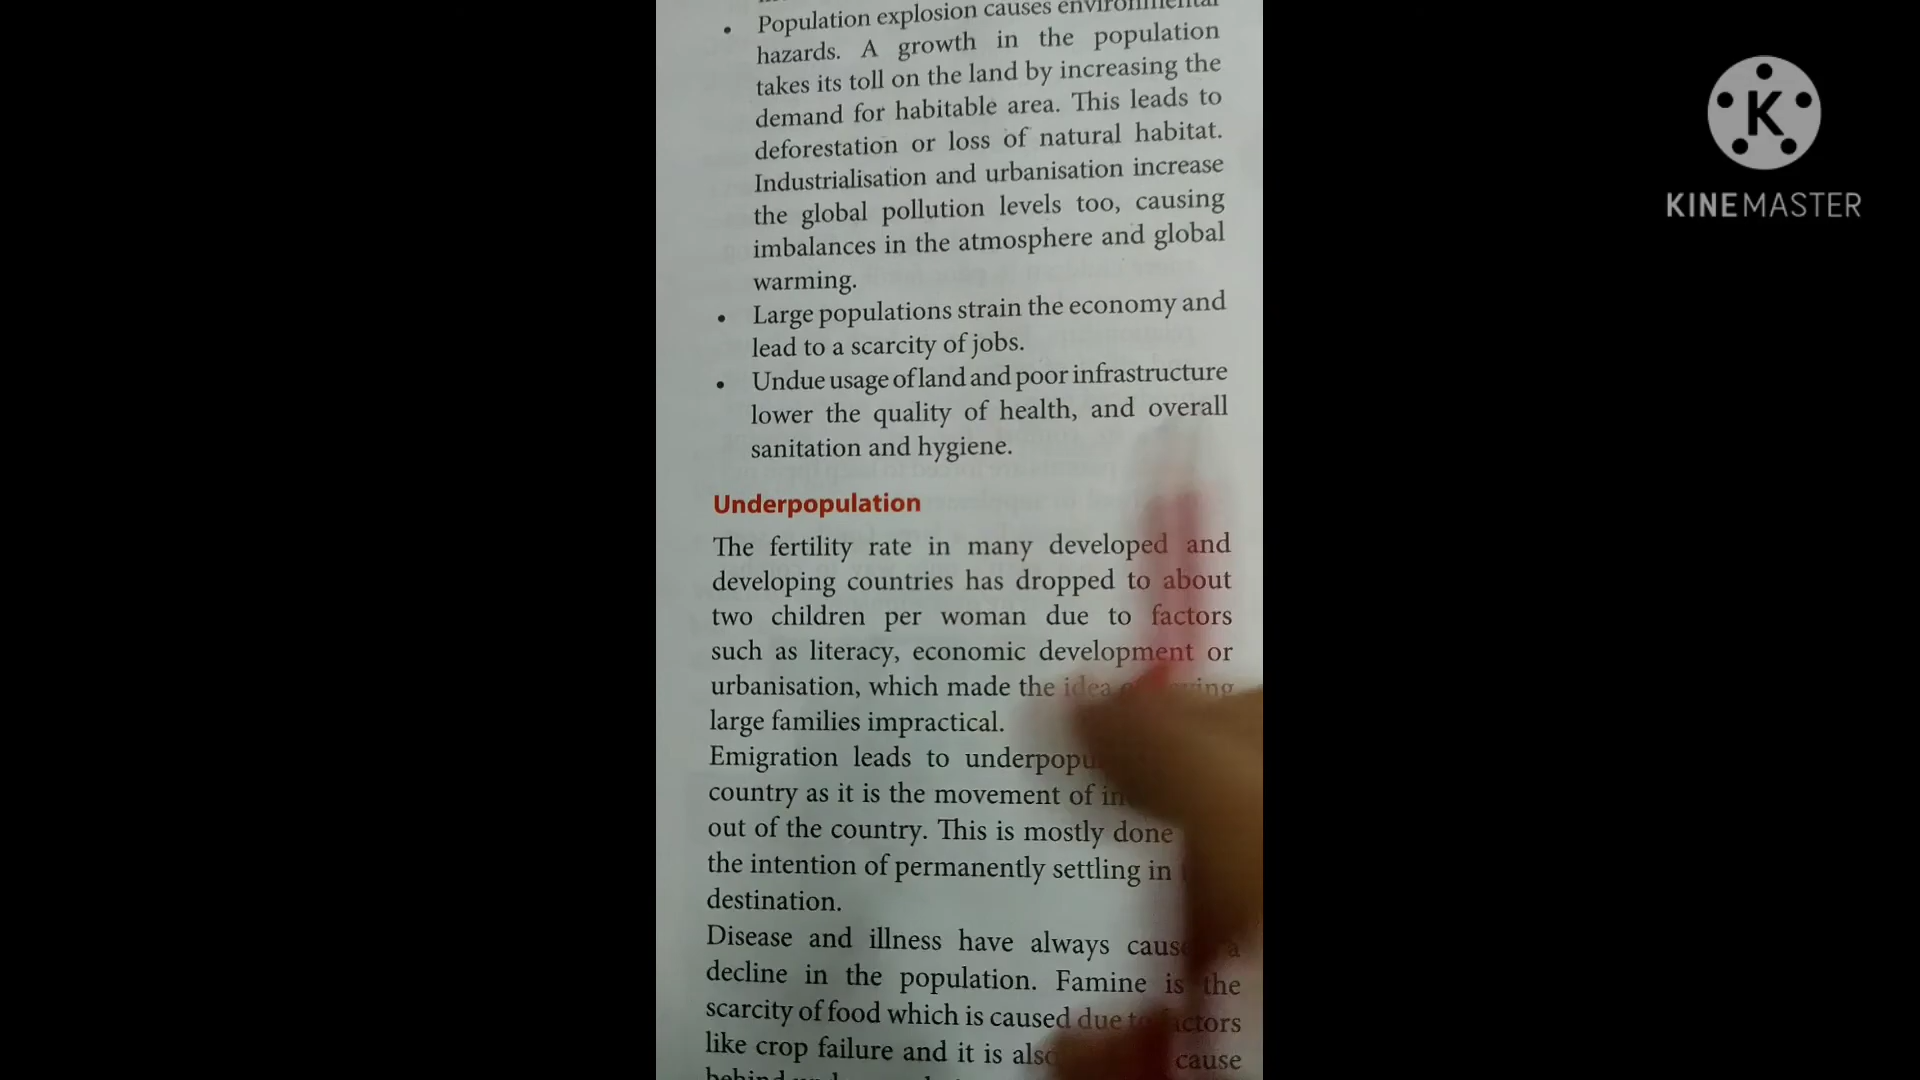 • Population explosion causes environmental
hazards. A growth in the population
takes its toll on the land by increasing the
demand for habitable area. This leads to
deforestation or loss of natural habitat.
Industrialisation and urbanisation increase
the global pollution levels too, causing
imbalances in the atmosphere and global
warming.
• Large populations strain the economy and
lead to a scarcity of jobs.
• Undue usage of land and poor infrastructure
lower the quality of health, and overall
sanitation and hygiene.
Underpopulation
The fertility rate in many developed and
developing countries has dropped to about
two children per woman due to factors
such as literacy, economic development or
urbanisation, which made the idea
large families impractical.
Emigration leads to
country as it is the movement of
out of the country. This is mostly done
the intention of permanently settling in
destination.
Disease and illness have always a
decline in the population. Famine is the
scarcity of food which is caused due to factors
like crop failure and it is also cause
behind
K
KINEMASTER